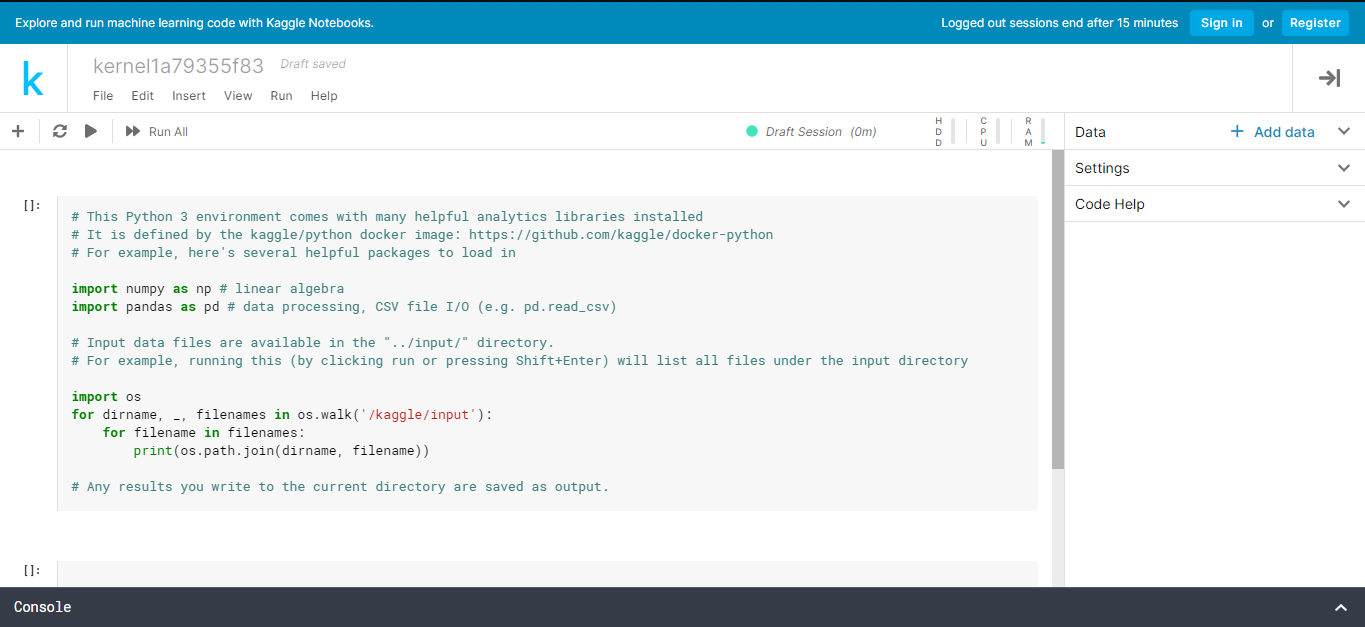 Explore and run machine learning code with Kaggle Notebooks.
Logged out sessions end after 15 minutes Sign in or Register
k
kernel1a79355f83 Draft saved
File Edit Insert View Run Help
Run All
Draft Session (0m)
HDD CPU RAM
Data
Add data
Settings
Code Help
[]:
# This Python 3 environment comes with many helpful analytics libraries installed
# It is defined by the kaggle/python docker image: https://github.com/kaggle/docker-python
# For example, here's several helpful packages to load in
import numpy as np # linear algebra
import pandas as pd # data processing, CSV file I/O (e.g. pd.read_csv)
# Input data files are available in the "../input/" directory.
# For example, running this (by clicking run or pressing Shift+Enter) will list all files under the input directory
import os
for dirname, _, filenames in os.walk('/kaggle/input'):
    for filename in filenames:
        print(os.path.join(dirname, filename))
# Any results you write to the current directory are saved as output.
[]:
Console